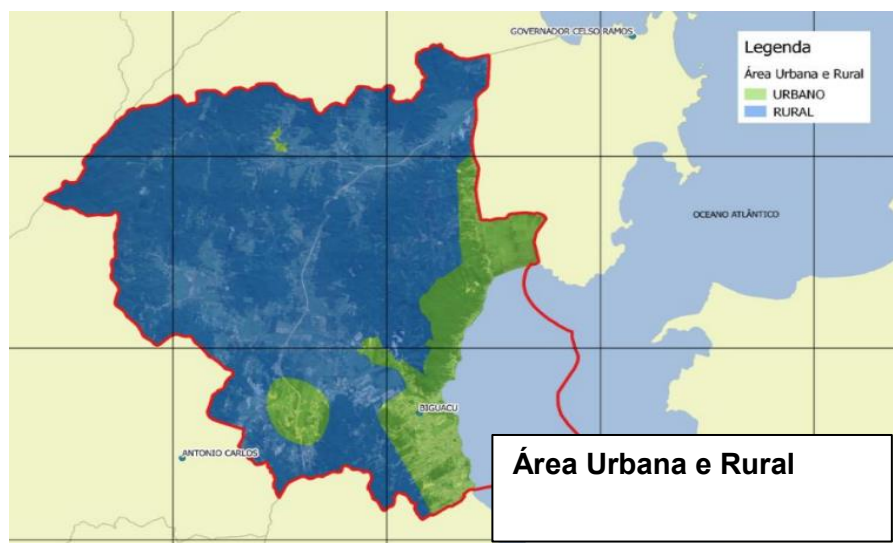 GOVERNADOR CELSO RAMOS
Legenda
Área Urbana e Rural
URBANO
RURAL
OCEANO ATLÂNTICO
BIGUACU
ANTONIO CARLOS
Área Urbana e Rural